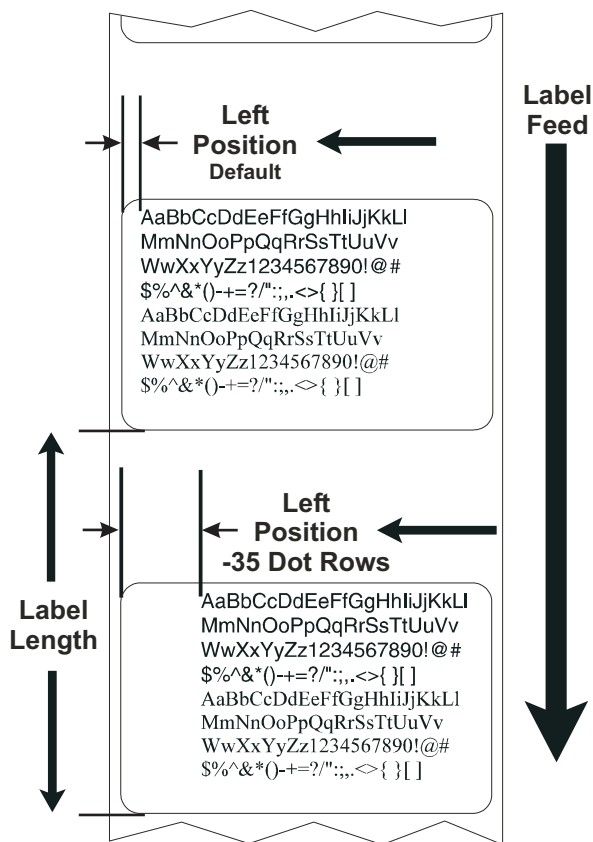 Left
Position
Default
Label
Feed
AaBbCcDdEeFfGgHhIiJjKkLl
MmNnOoPpQqRrSsTtUuVv
WwXxYyZz1234567890!@#
$%^&*()-+=?/":;,.<>{ }[ ]
AaBbCcDdEeFfGgHhIiJjKkLl
MmNnOoPpQqRrSsTtUuVv
WwXxYyZz1234567890!@#
$%^&*()-+=?/":;,.<>{ }[ ]
Left
Position
-35 Dot Rows
Label
Length
AaBbCcDdEeFfGgHhIiJjKkLl
MmNnOoPpQqRrSsTtUuVv
WwXxYyZz1234567890!@#
$%^&*()-+=?/":;,.<>{ }[ ]
AaBbCcDdEeFfGgHhIiJjKkLl
MmNnOoPpQqRrSsTtUuVv
WwXxYyZz1234567890!@#
$%^&*()-+=?/":;,.<>{ }[ ]